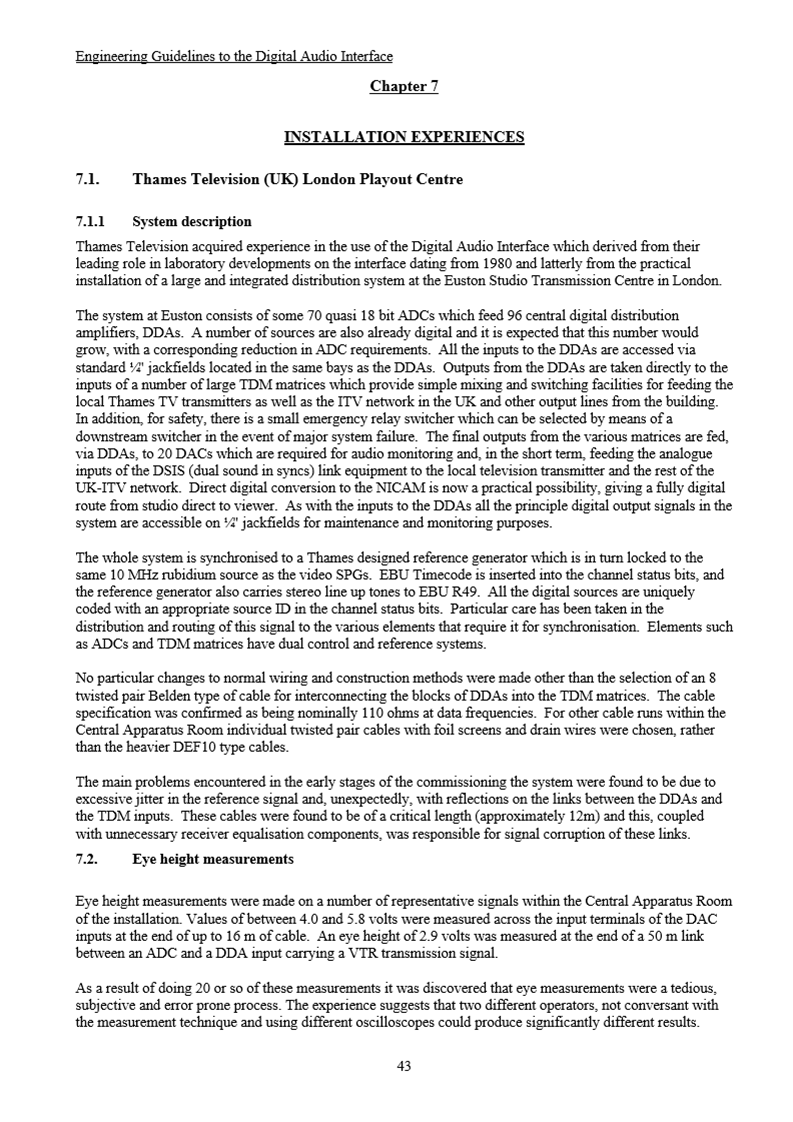 Engineering Guidelines to the Digital Audio Interface
Chapter 7
INSTALLATION EXPERIENCES
7.1. Thames Television (UK) London Playout Centre
7.1.1 System description
Thames Television acquired experience in the use of the Digital Audio Interface which derived from their
leading role in laboratory developments on the interface dating from 1980 and latterly from the practical
installation of a large and integrated distribution system at the Euston Studio Transmission Centre in London.
The system at Euston consists of some 70 quasi 18 bit ADCs which feed 96 central digital distribution
amplifiers, DDAs. A number of sources are also already digital and it is expected that this number would
grow, with a corresponding reduction in ADC requirements. All the inputs to the DDAs are accessed via
standard ¼' jackfields located in the same bays as the DDAs. Outputs from the DDAs are taken directly to the
inputs of a number of large TDM matrices which provide simple mixing and switching facilities for feeding the
local Thames TV transmitters as well as the ITV network in the UK and other output lines from the building.
In addition, for safety, there is a small emergency relay switcher which can be selected by means of a
downstream switcher in the event of major system failure. The final outputs from the various matrices are fed,
via DDAs, to 20 DACs which are required for audio monitoring and, in the short term, feeding the analogue
inputs of the DSIS (dual sound in syncs) link equipment to the local television transmitter and the rest of the
UK-ITV network. Direct digital conversion to the NICAM is now a practical possibility, giving a fully digital
route from studio direct to viewer. As with the inputs to the DDAs all the principle digital output signals in the
system are accessible on ¼' jackfields for maintenance and monitoring purposes.
The whole system is synchronised to a Thames designed reference generator which is in turn locked to the
same 10 MHz rubidium source as the video SPGs. EBU Timecode is inserted into the channel status bits, and
the reference generator also carries stereo line up tones to EBU R49. All the digital sources are uniquely
coded with an appropriate source ID in the channel status bits. Particular care has been taken in the
distribution and routing of this signal to the various elements that require it for synchronisation. Elements such
as ADCs and TDM matrices have dual control and reference systems.
No particular changes to normal wiring and construction methods were made other than the selection of an 8
twisted pair Belden type of cable for interconnecting the blocks of DDAs into the TDM matrices. The cable
specification was confirmed as being nominally 110 ohms at data frequencies. For other cable runs within the
Central Apparatus Room individual twisted pair cables with foil screens and drain wires were chosen, rather
than the heavier DEF10 type cables.
The main problems encountered in the early stages of the commissioning the system were found to be due to
excessive jitter in the reference signal and, unexpectedly, with reflections on the links between the DDAs and
the TDM inputs. These cables were found to be of a critical length (approximately 12m) and this, coupled
with unnecessary receiver equalisation components, was responsible for signal corruption of these links.
7.2. Eye height measurements
Eye height measurements were made on a number of representative signals within the Central Apparatus Room
of the installation. Values of between 4.0 and 5.8 volts were measured across the input terminals of the DAC
inputs at the end of up to 16 m of cable. An eye height of 2.9 volts was measured at the end of a 50 m link
between an ADC and a DDA input carrying a VTR transmission signal.
As a result of doing 20 or so of these measurements it was discovered that eye measurements were a tedious,
subjective and error prone process. The experience suggests that two different operators, not conversant with
the measurement technique and using different oscilloscopes could produce significantly different results.
43